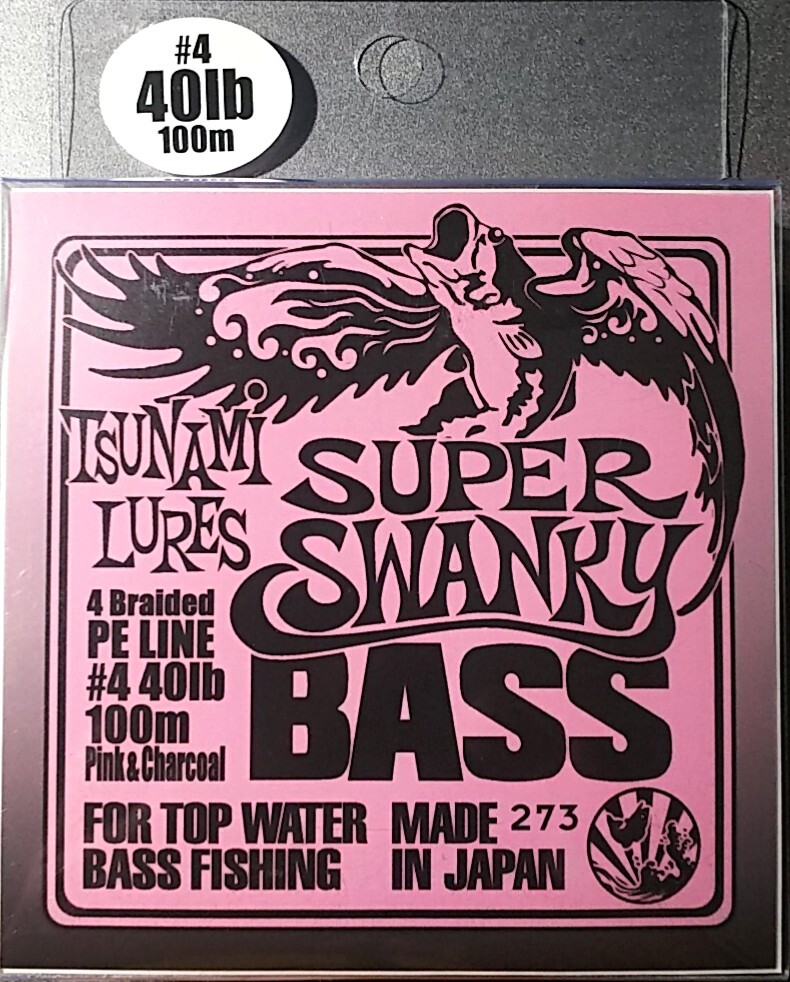 #4
40lb
100m
TSUNAMi
LURES
SUPER
SWANKY
BASS
4 Braided
PE LINE
#4 40lb
100m
Pink&Charcoal
FOR TOP WATER
BASS FISHING
MADE 273
IN JAPAN